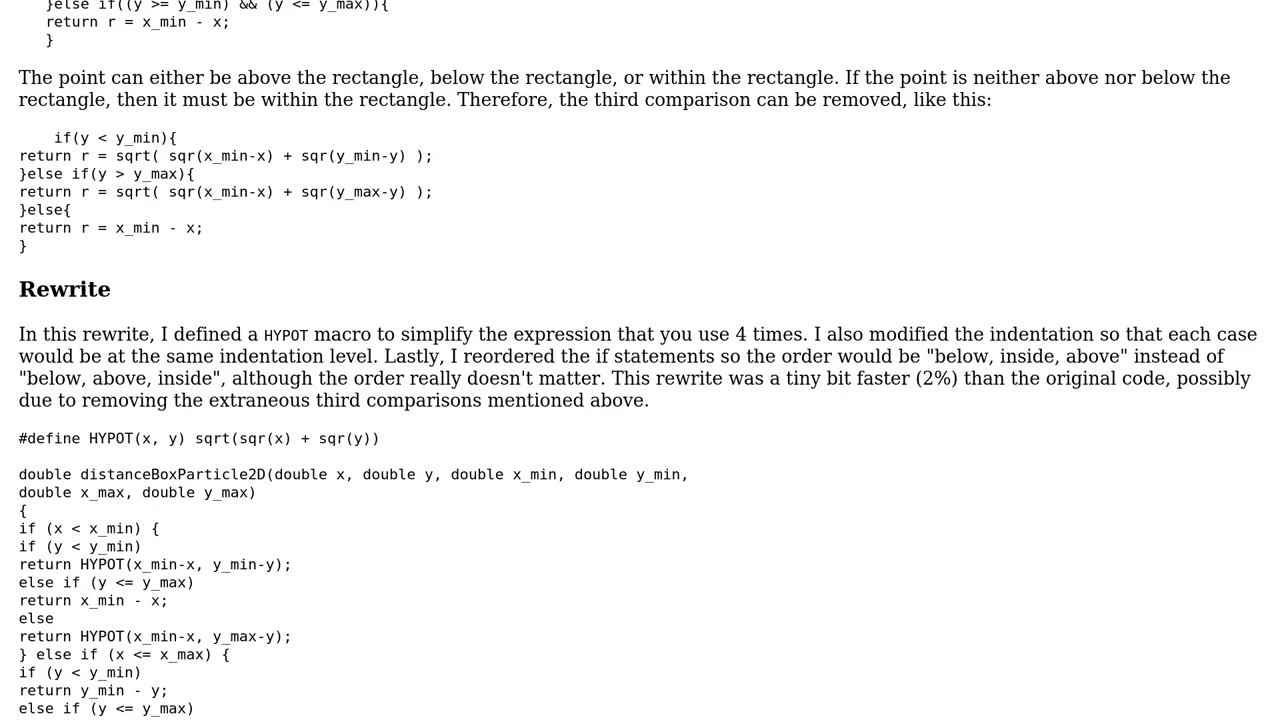 }else if((y >= y_min) && (y <= y_max)){
return r = x_min - x;
}
The point can either be above the rectangle, below the rectangle, or within the rectangle. If the point is neither above nor below the
rectangle, then it must be within the rectangle. Therefore, the third comparison can be removed, like this:
if(y < y_min){
return r = sqrt( sqr(x_min-x) + sqr(y_min-y) );
}else if(y > y_max){
return r = sqrt( sqr(x_min-x) + sqr(y_max-y) );
}else{
return r = x_min - x;
}
Rewrite
In this rewrite, I defined a HYPOT macro to simplify the expression that you use 4 times. I also modified the indentation so that each case
would be at the same indentation level. Lastly, I reordered the if statements so the order would be "below, inside, above" instead of
"below, above, inside", although the order really doesn't matter. This rewrite was a tiny bit faster (2%) than the original code, possibly
due to removing the extraneous third comparisons mentioned above.
#define HYPOT(x, y) sqrt(sqr(x) + sqr(y))
double distanceBoxParticle2D(double x, double y, double x_min, double y_min,
double x_max, double y_max)
{
if (x < x_min) {
if (y < y_min)
return HYPOT(x_min-x, y_min-y);
else if (y <= y_max)
return x_min - x;
else
return HYPOT(x_min-x, y_max-y);
} else if (x <= x_max) {
if (y < y_min)
return y_min - y;
else if (y <= y_max)